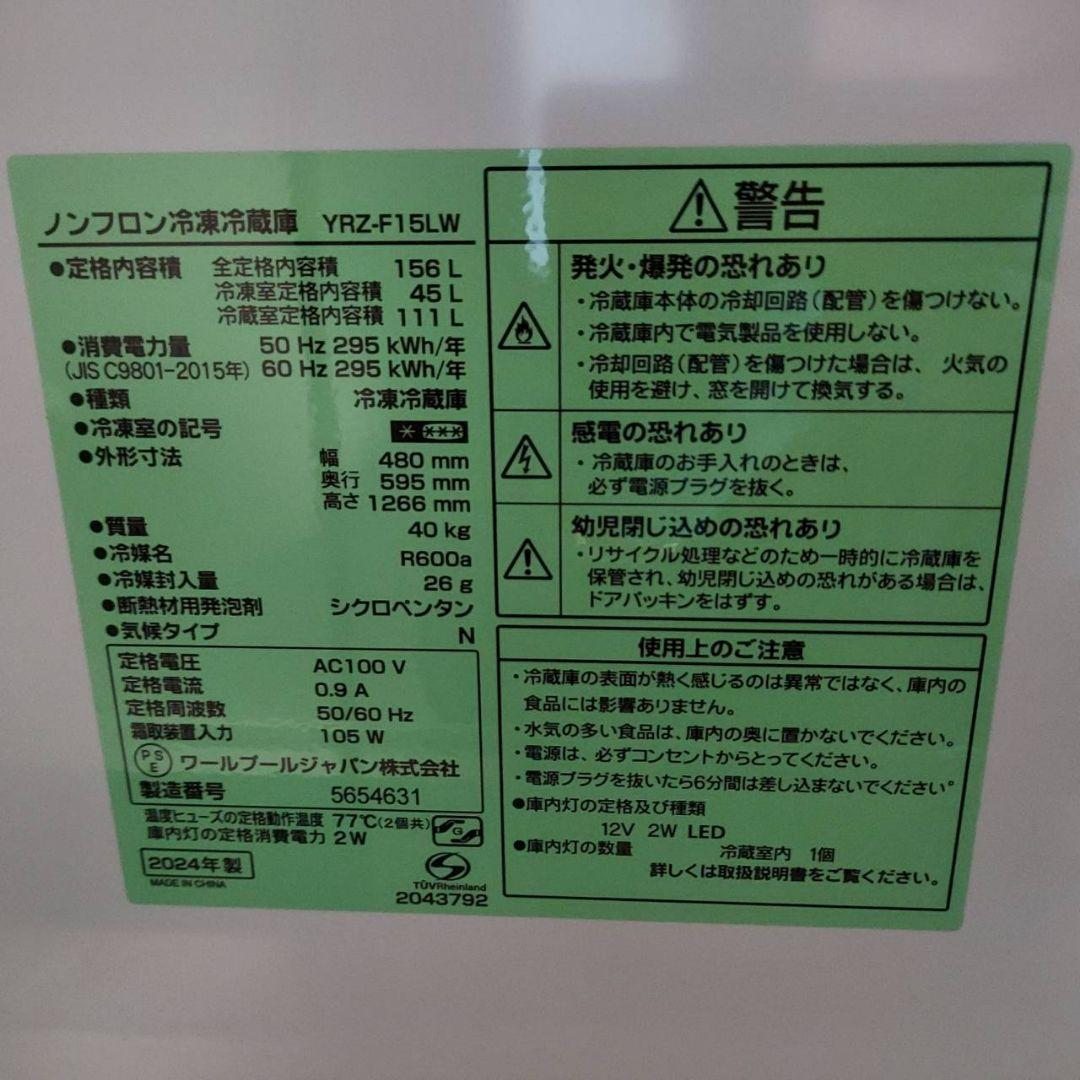 ノンフロン冷凍冷蔵庫 YRZ-F15LW
●定格内容積 全定格内容積 156 L
冷凍室定格内容積 45 L
冷蔵室定格内容積 111 L
●消費電力量 50 Hz 295 kWh/年
(JIS C9801-2015年) 60 Hz 295 kWh/年
●種類 冷凍冷蔵庫
●冷凍室の記号
●外形寸法 幅 480 mm
奥行 595 mm
高さ 1266 mm
●質量 40 kg
●冷媒名 R600a
●冷媒封入量 26 g
●断熱材用発泡剤 シクロペンタン
●気候タイプ N
定格電圧 AC100 V
定格電流 0.9 A
定格周波数 50/60 Hz
霜取装置入力 105 W
PSE ワールプールジャパン株式会社
製造番号 5654631
温度ヒューズの定格動作温度 77℃(2個共)
庫内灯の定格消費電力 2W
2024年製
MADE IN CHINA
TÜVRheinland
2043792
警告
発火・爆発の恐れあり
・冷蔵庫本体の冷却回路(配管)を傷つけない。
・冷蔵庫内で電気製品を使用しない。
・冷却回路(配管)を傷つけた場合は、火気の
使用を避け、窓を開けて換気する。
感電の恐れあり
・冷蔵庫のお手入れのときは、
必ず電源プラグを抜く。
幼児閉じ込めの恐れあり
・リサイクル処理などのため一時的に冷蔵庫を
保管され、幼児閉じ込めの恐れがある場合は、
ドアパッキンをはずす。
使用上のご注意
・冷蔵庫の表面が熱く感じるのは異常ではなく、庫内の
食品には影響ありません。
・水気の多い食品は、庫内の奥に置かないでください。
・電源は、必ずコンセントからとってください。
・電源プラグを抜いたら6分間は差し込まないでください。
●庫内灯の定格及び種類
12V 2W LED
●庫内灯の数量 冷蔵室内 1個
詳しくは取扱説明書をご覧ください。